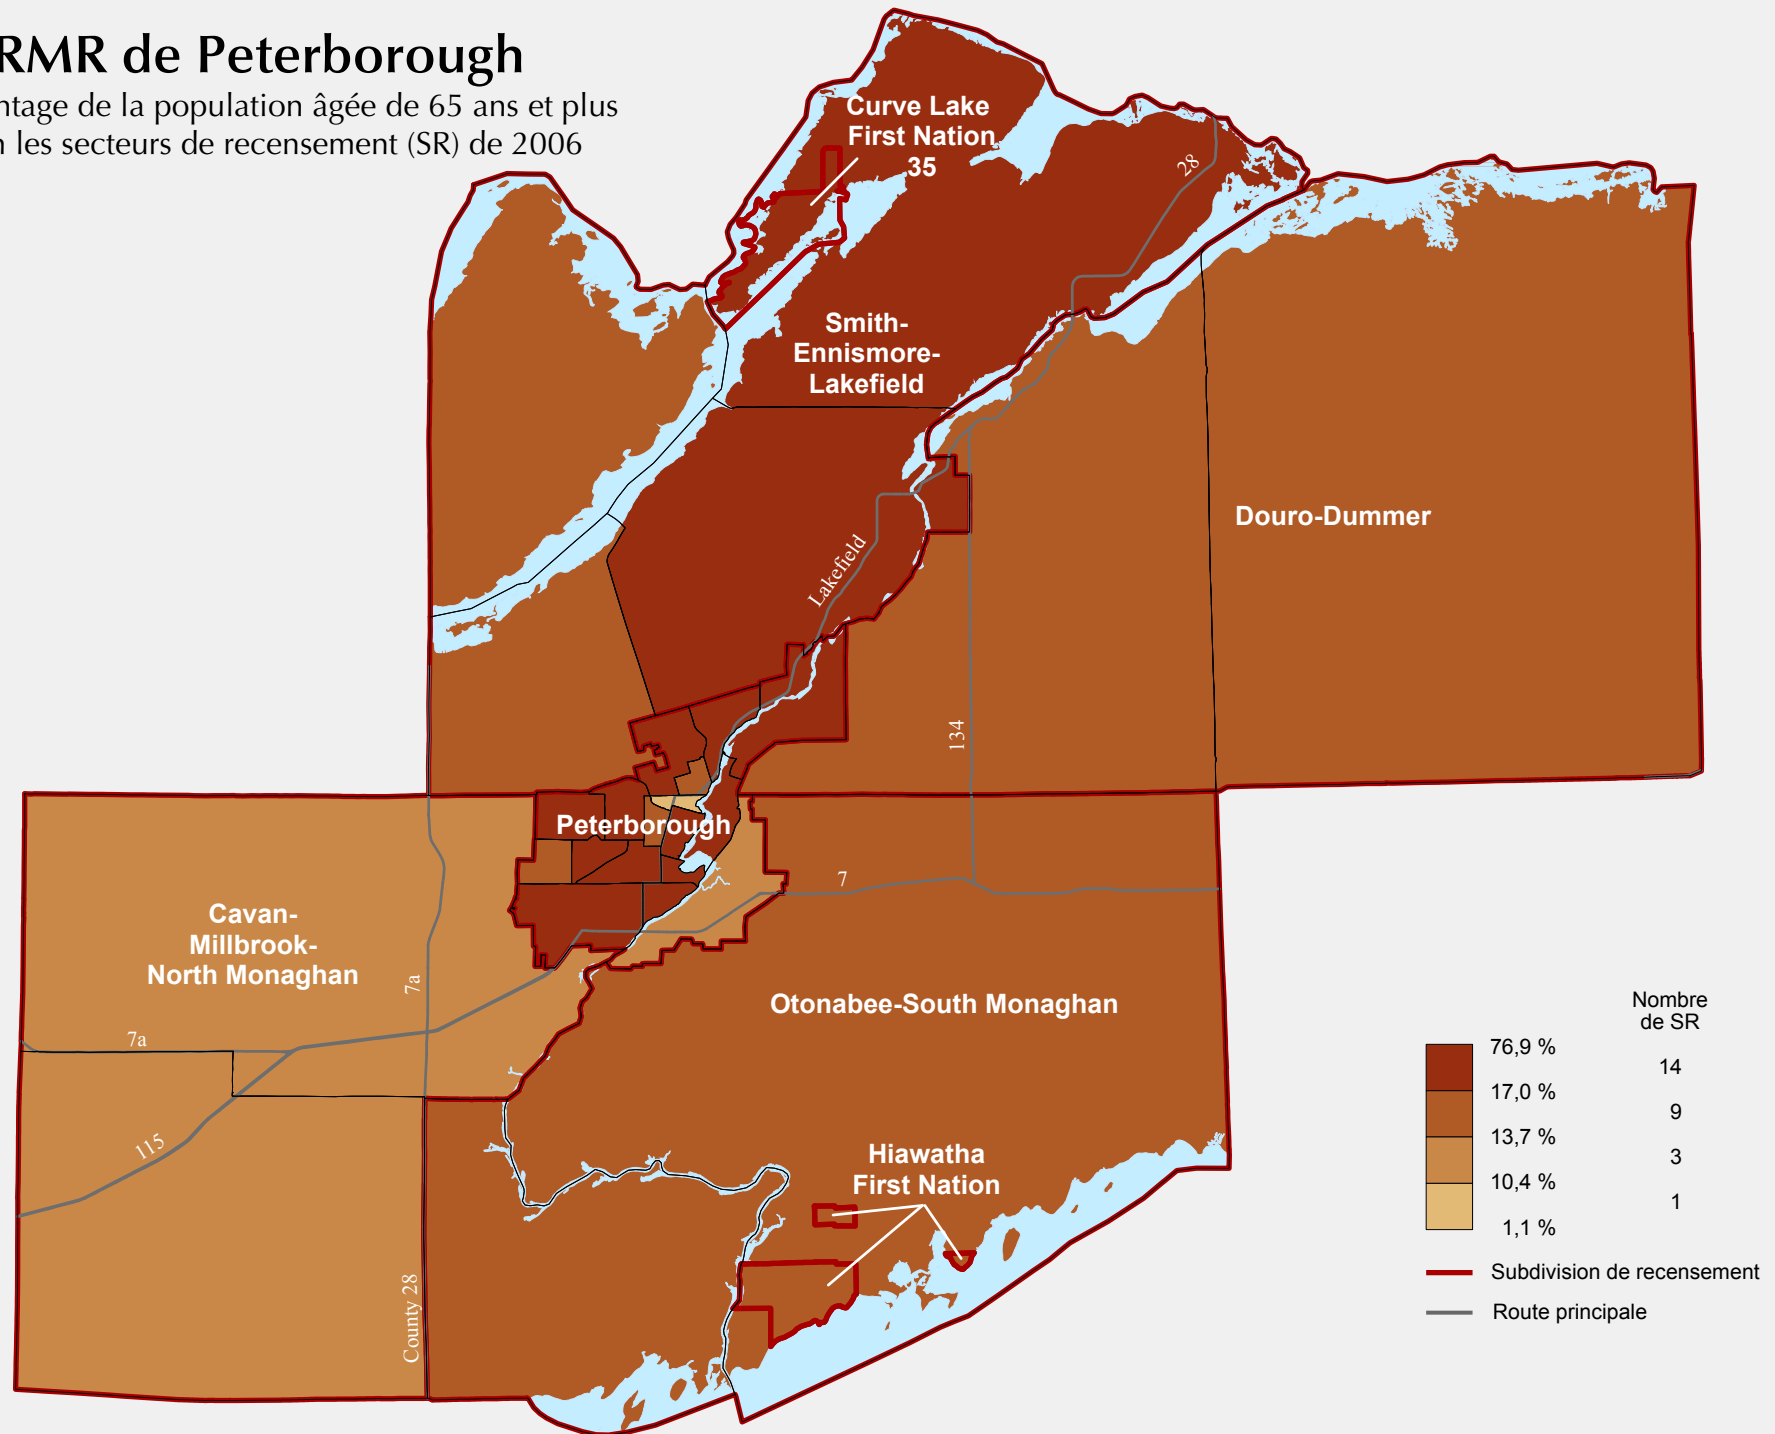 RMR de Peterborough
ntage de la population âgée de 65 ans et plus
n les secteurs de recensement (SR) de 2006
Curve Lake
First Nation
35
28
Smith-
Ennismore-
Lakefield
Douro-Dummer
Lakefield
134
Peterborough
7
Cavan-
Millbrook-
North Monaghan
7a
7a
Otonabee-South Monaghan
115
Hiawatha
First Nation
County 28
Nombre
de SR
76,9 %
14
17,0 %
9
13,7 %
3
10,4 %
1
1,1 %
Subdivision de recensement
Route principale